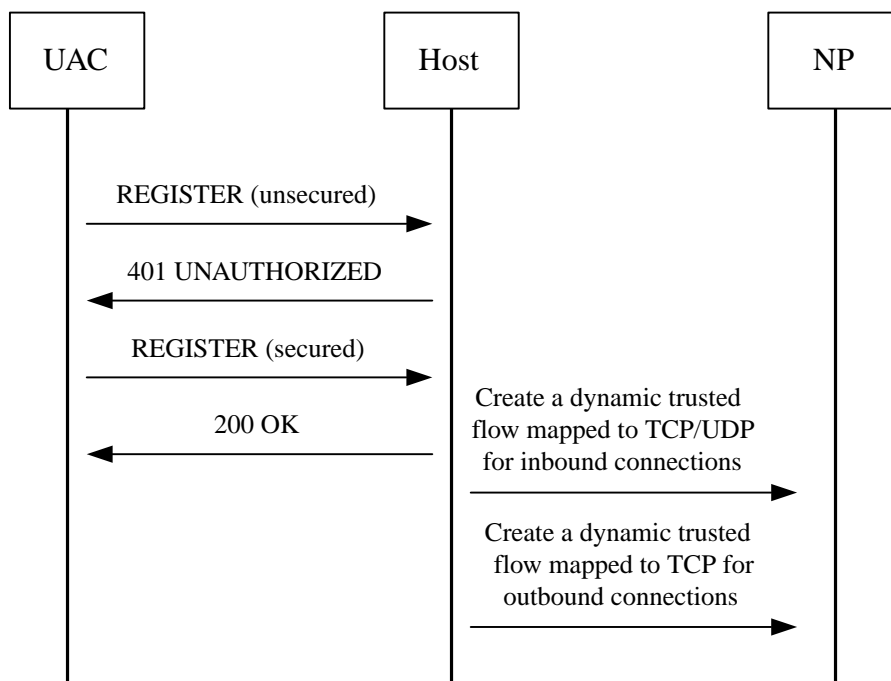 UAC
Host
NP
REGISTER (unsecured)
401 UNAUTHORIZED
REGISTER (secured)
200 OK
Create a dynamic trusted
flow mapped to TCP/UDP
for inbound connections
Create a dynamic trusted
flow mapped to TCP for
outbound connections